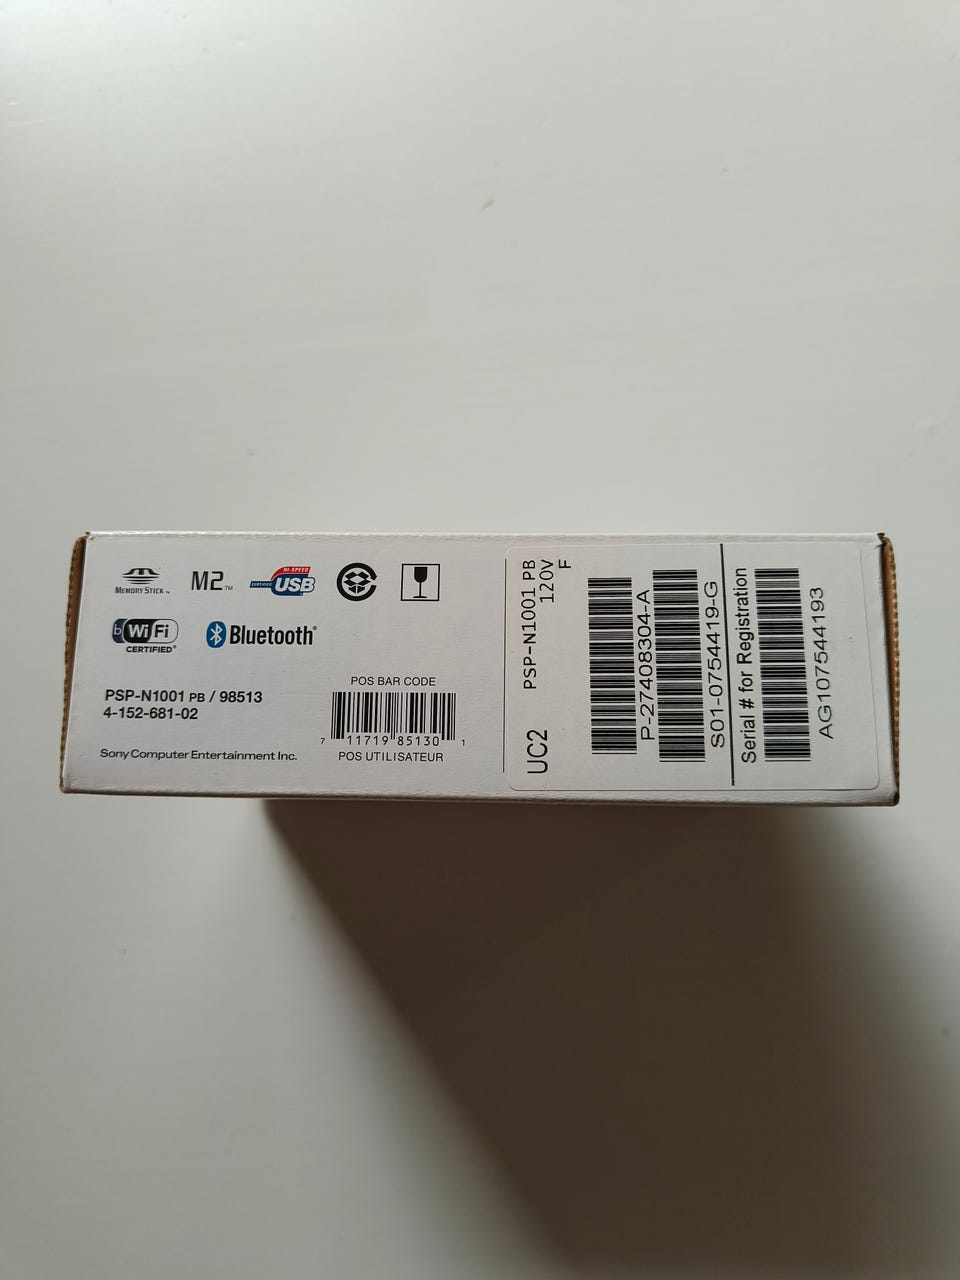 MEMORY STICK™
M2™
HI-SPEED
CERTIFIED USB
b Wi Fi
CERTIFIED®
Bluetooth®
PSP-N1001 PB / 98513
4-152-681-02
Sony Computer Entertainment Inc.
POS BAR CODE
7 11719 85130 1
POS UTILISATEUR
UC2 PSP-N1001 PB
120V
F
P-27408304-A
S01-0754419-G
Serial # for Registration
AG107544193